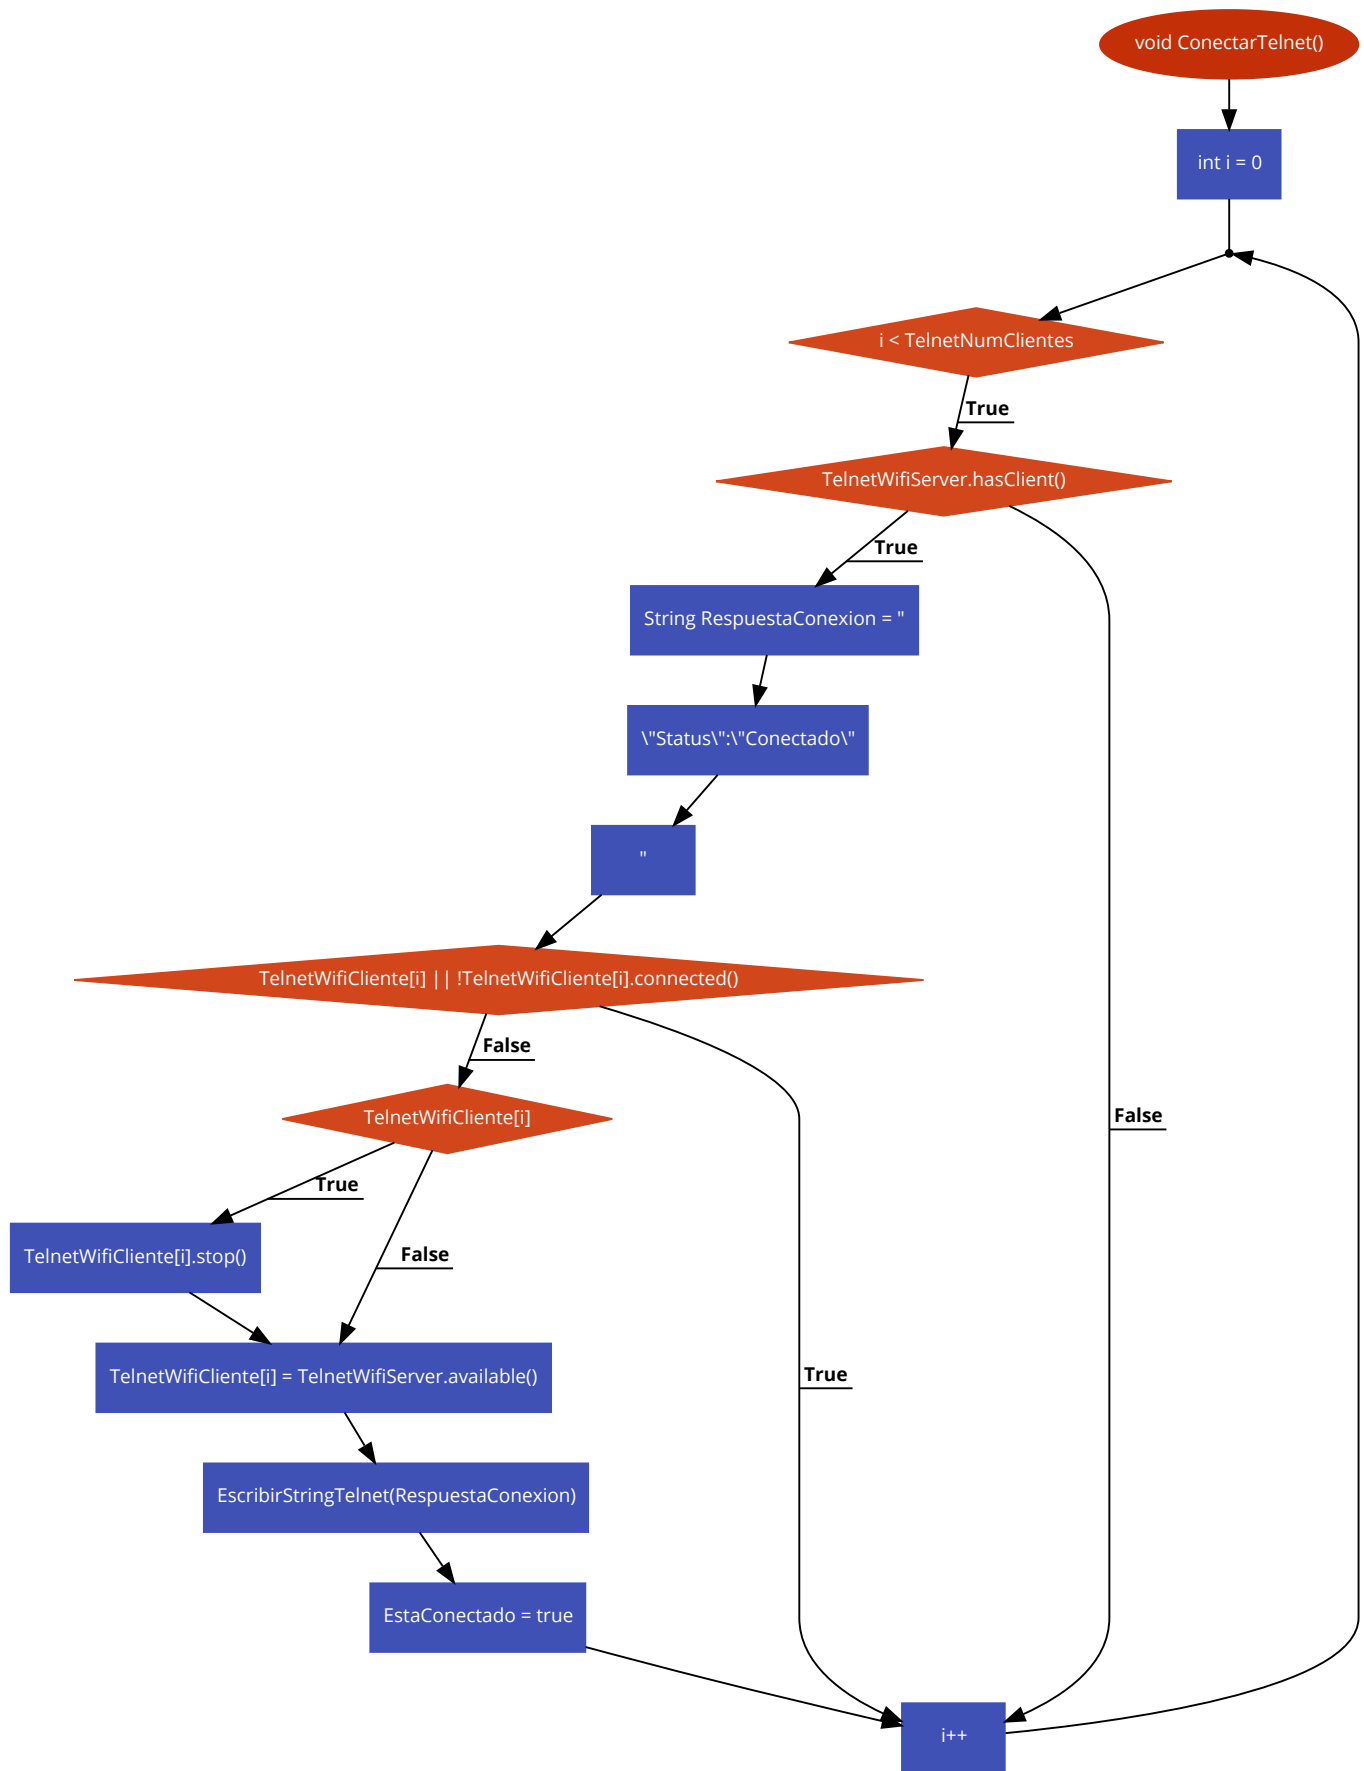 void ConectarTelnet()
int i = 0
i < TelnetNumClientes
True
TelnetWifiServer.hasClient()
True
String RespuestaConexion = "
\"Status\":\"Conectado\"
"
TelnetWifiCliente[i] || !TelnetWifiCliente[i].connected()
False
TelnetWifiCliente[i]
False
True
TelnetWifiCliente[i].stop()
False
TelnetWifiCliente[i] = TelnetWifiServer.available()
True
EscribirStringTelnet(RespuestaConexion)
EstaConectado = true
i++